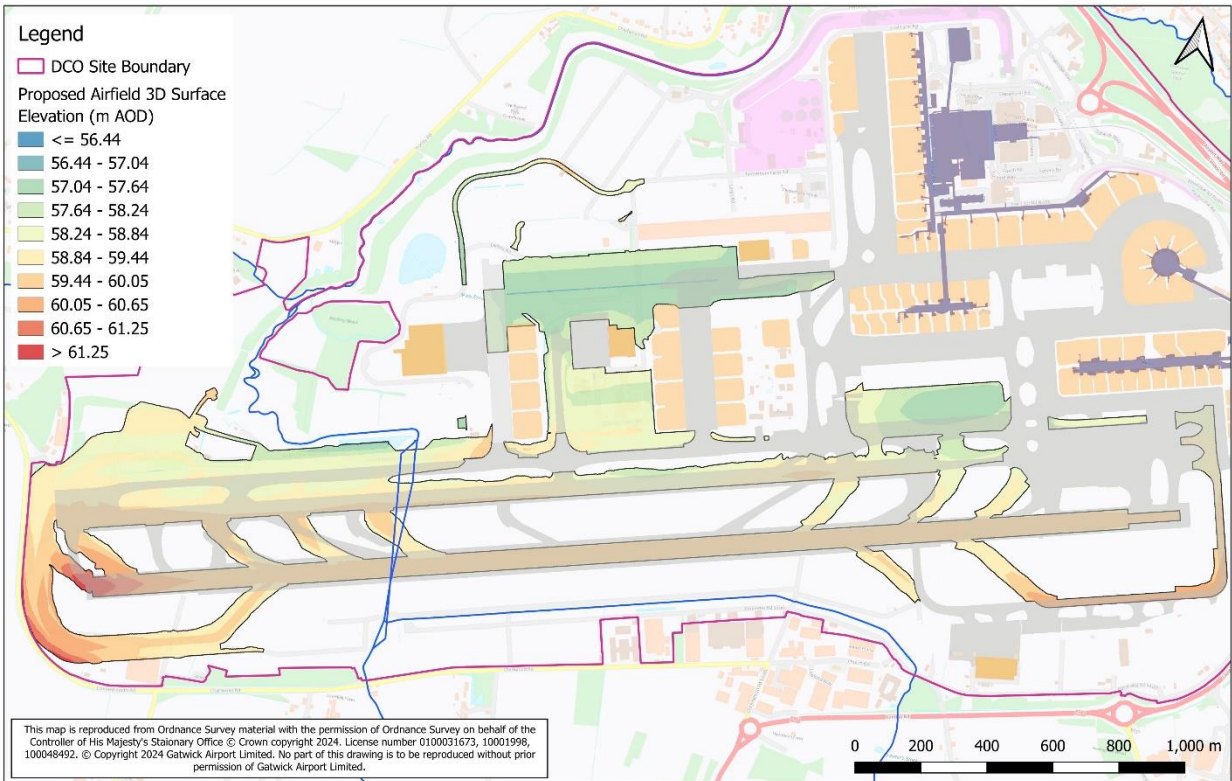 Legend
DCO Site Boundary
Proposed Airfield 3D Surface
Elevation (m AOD)
<= 56.44
56.44 - 57.04
57.04 - 57.64
57.64 - 58.24
58.24 - 58.84
58.84 - 59.44
59.44 - 60.05
60.05 - 60.65
60.65 - 61.25
> 61.25
This map is reproduced from Ordnance Survey material with the permission of Ordnance Survey on behalf of the
Controller of His Majesty's Staionary Office © Crown copyright 2024. License number 0100031673, 10001998,
100048492. © Copyright 2024 Gatwick Airport Limited. No part of this drawing is to be reproduced without prior
permission of Gatwick Airport Limited.
0 200 400 600 800 1,000 m